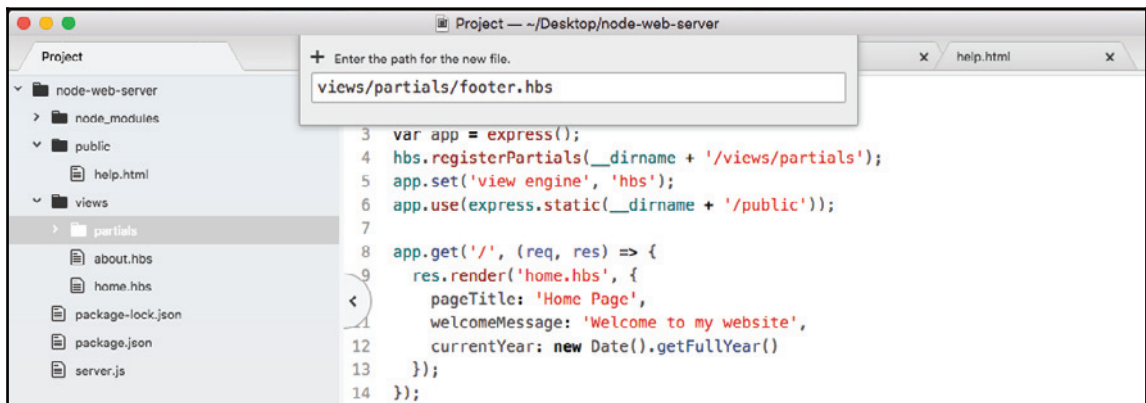 Project — ~/Desktop/node-web-server
Project
help.html
Enter the path for the new file.
views/partials/footer.hbs
node-web-server
node_modules
public
help.html
views
partials
about.hbs
home.hbs
package-lock.json
package.json
server.js
3 var app = express();
4 hbs.registerPartials(__dirname + '/views/partials');
5 app.set('view engine', 'hbs');
6 app.use(express.static(__dirname + '/public'));
7
8 app.get('/', (req, res) => {
9 res.render('home.hbs', {
pageTitle: 'Home Page',
11 welcomeMessage: 'Welcome to my website',
12 currentYear: new Date().getFullYear()
13 });
14 });